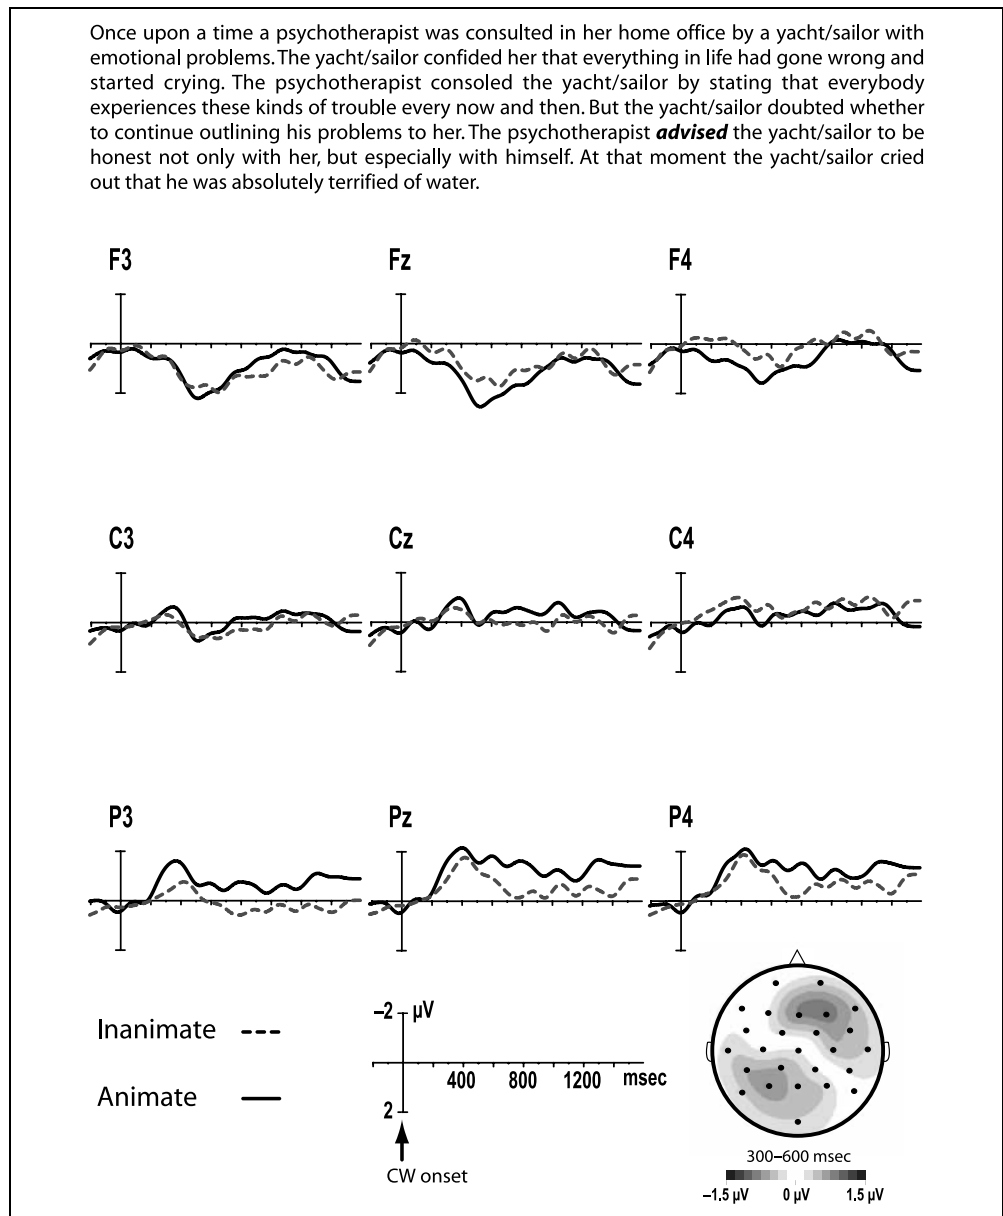 Once upon a time a psychotherapist was consulted in her home office by a yacht/sailor with
emotional problems. The yacht/sailor confided her that everything in life had gone wrong and
started crying. The psychotherapist consoled the yacht/sailor by stating that everybody
experiences these kinds of trouble every now and then. But the yacht/sailor doubted whether
to continue outlining his problems to her. The psychotherapist advised the yacht/sailor to be
honest not only with her, but especially with himself. At that moment the yacht/sailor cried
out that he was absolutely terrified of water.
F3 Fz F4
C3 Cz C4
P3 Pz P4
Inanimate
Animate
–2 µV
400 800 1200 msec
2
CW onset
300–600 msec
–1.5 µV 0 µV 1.5 µV